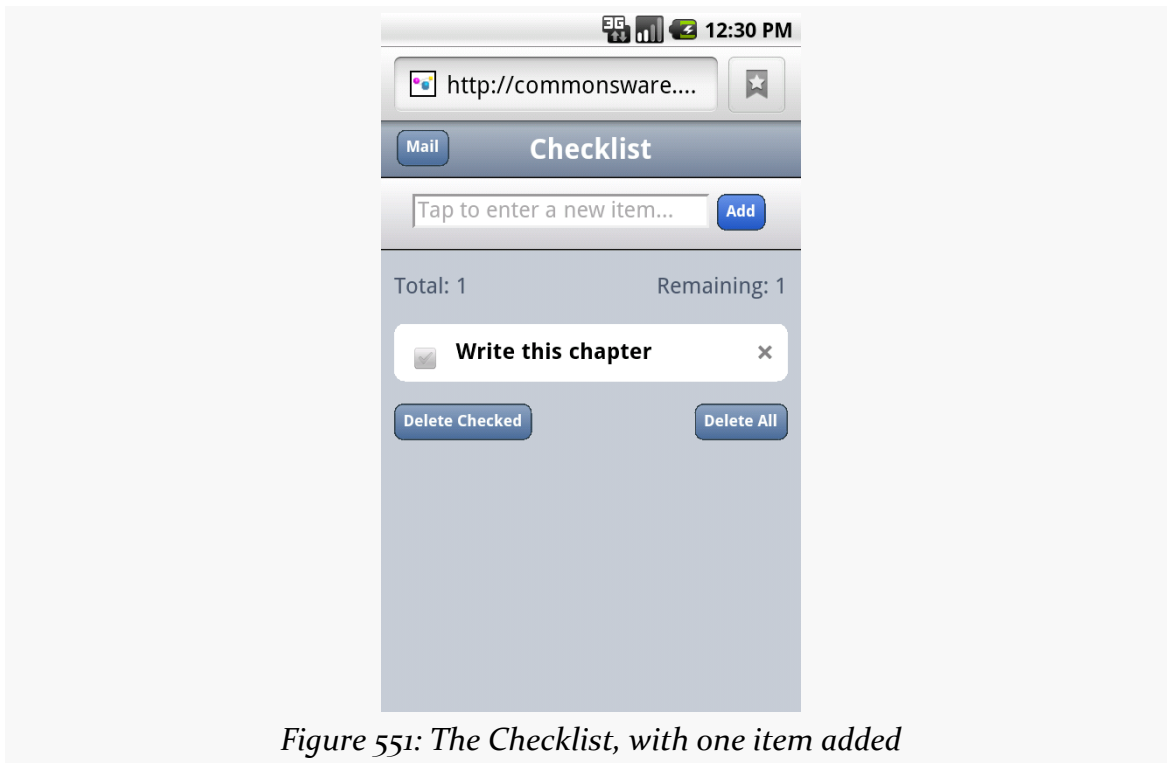 3G 12:30 PM
http://commonsware....
Mail Checklist
Tap to enter a new item... Add
Total: 1 Remaining: 1
Write this chapter ×
Delete Checked Delete All
Figure 551: The Checklist, with one item added